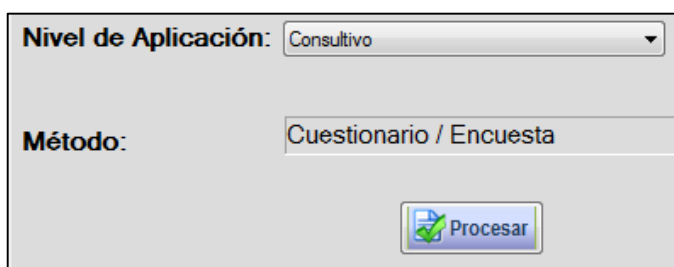 Nivel de Aplicación: Consultivo
Método: Cuestionario / Encuesta
Procesar